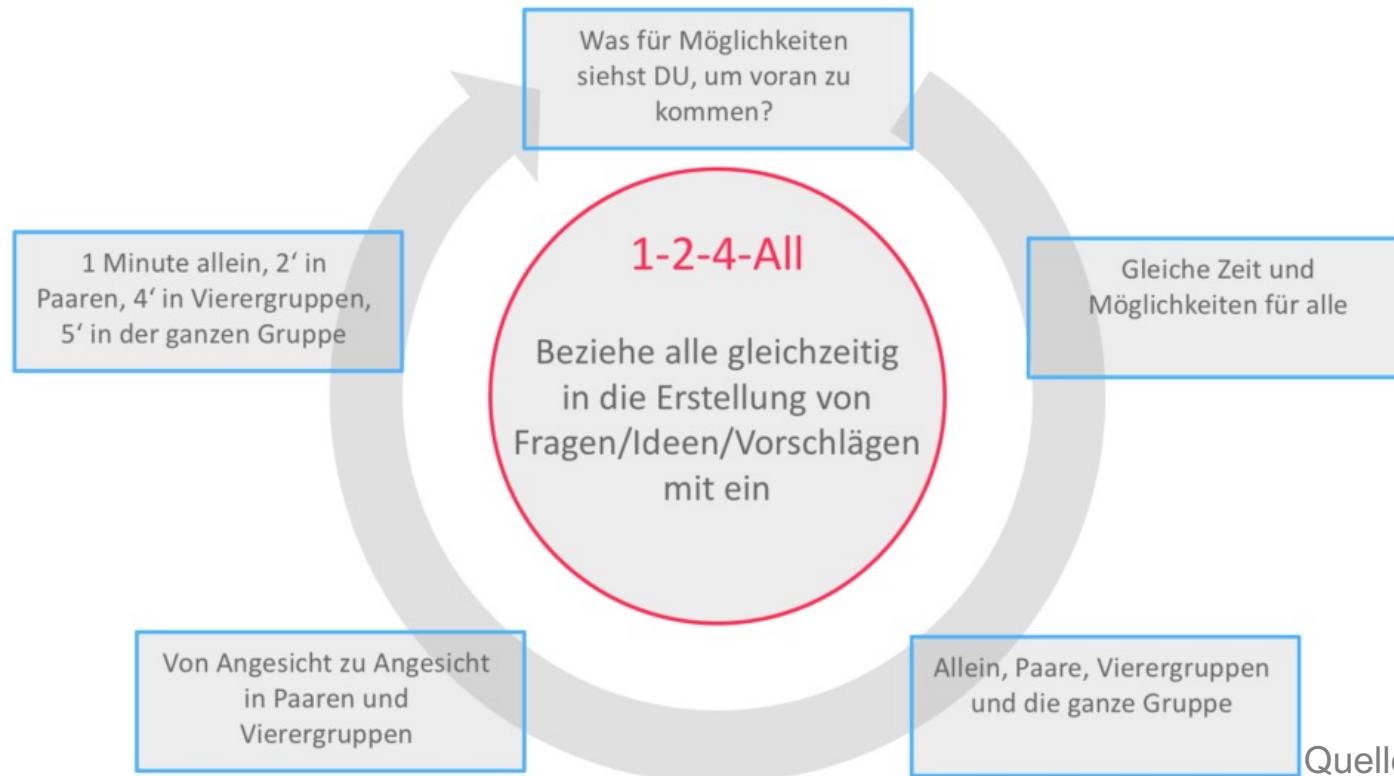 Was für Möglichkeiten
siehst DU, um voran zu
kommen?
1-2-4-All
Beziehe alle gleichzeitig
in die Erstellung von
Fragen/Ideen/Vorschlägen
mit ein
Gleiche Zeit und
Möglichkeiten für alle
Allein, Paare, Vierergruppen
und die ganze Gruppe
Von Angesicht zu Angesicht
in Paaren und
Vierergruppen
1 Minute allein, 2‘ in
Paaren, 4‘ in Vierergruppen,
5‘ in der ganzen Gruppe
Quelle